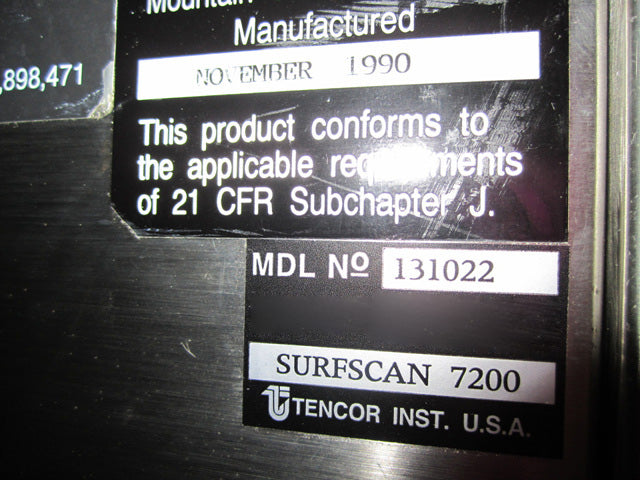 Mountain
Manufactured
,898,471
NOVEMBER 1990
This product conforms to
the applicable requirements
of 21 CFR Subchapter J.
MDL Nº 131022
SURFSCAN 7200
TENCOR INST. U.S.A.